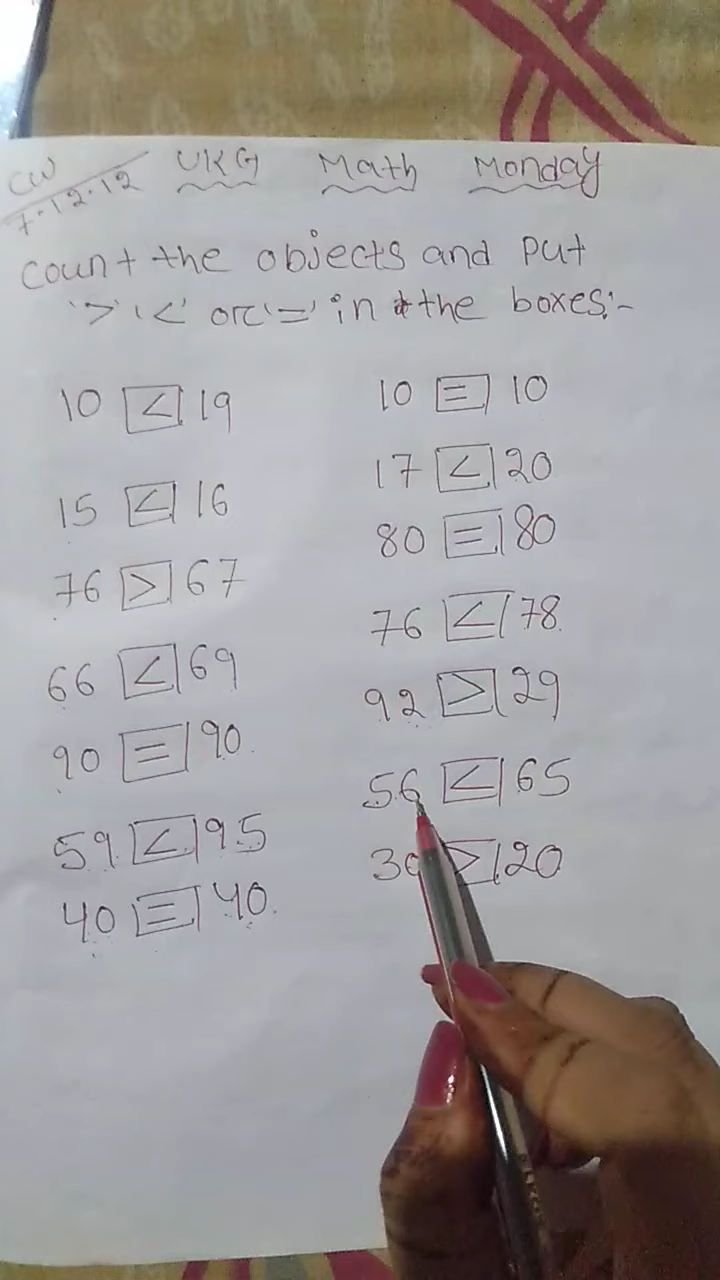 CW UKG Math Monday
7.12.12
Count the objects and put
'>' '<' or '=' in the boxes:-
10 < 19
15 < 16
76 > 67
66 < 69
90 = 90
59 < 95
40 = 40
10 = 10
17 < 20
80 = 80
76 < 78
92 > 29
56 < 65
30 > 20